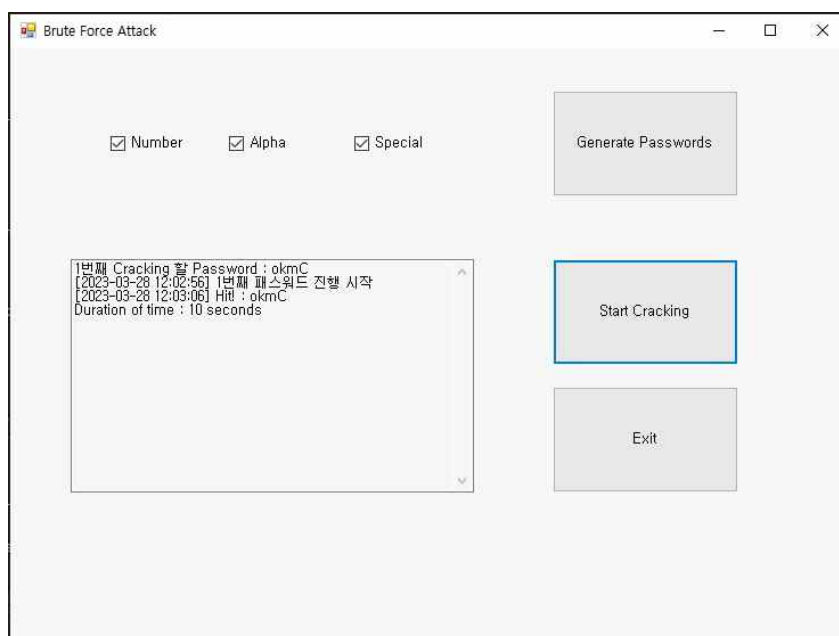 Brute Force Attack
Number Alpha Special
Generate Passwords
1번째 Cracking 할 Password : okmC
[2023-03-28 12:02:56] 1번째 패스워드 진행 시작
[2023-03-28 12:03:06] Hit! : okmC
Duration of time : 10 seconds
Start Cracking
Exit